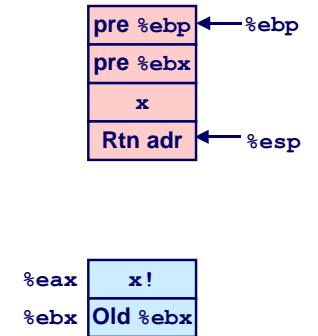 pre %ebp %ebp
pre %ebx
x
Rtn adr %esp
%eax x!
%ebx Old %ebx